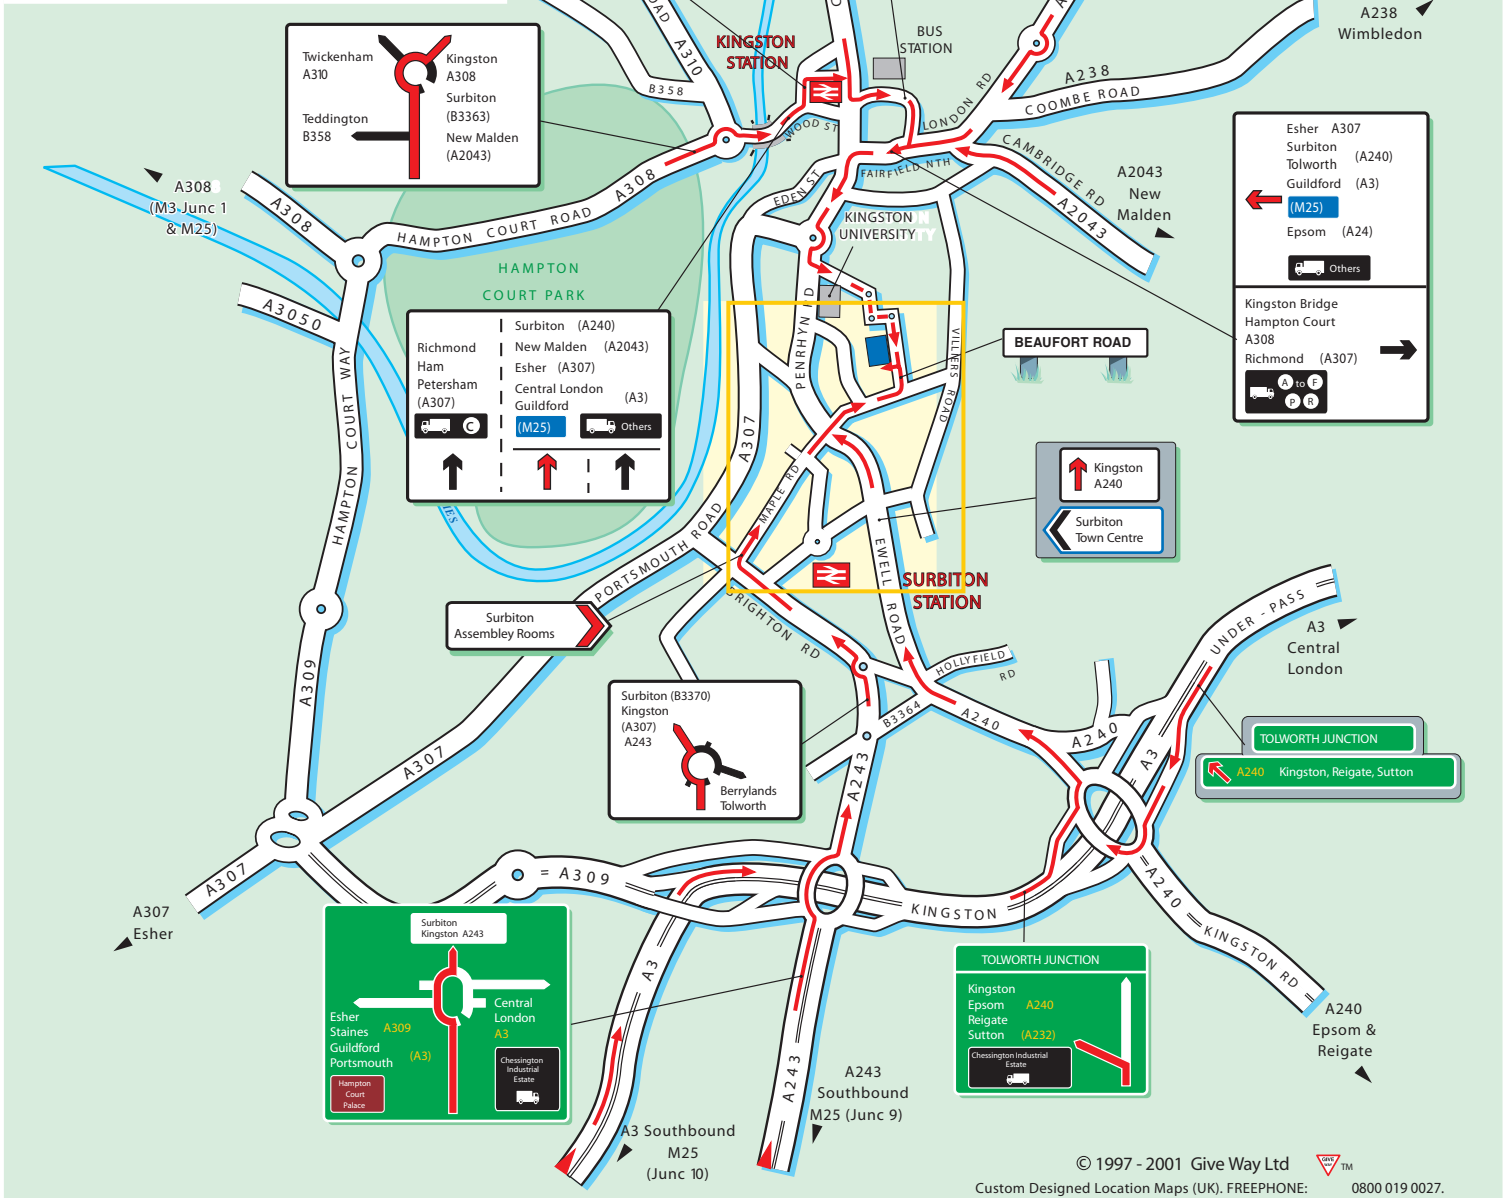 A238
Wimbledon
BUS
STATION
KINGSTON
STATION
OAD
A310
B358
WOOD ST
LONDON RD
A238
COOMBE ROAD
CAMBRIDGE RD
A2043
FAIRFIELD NTH
EDEN ST
A2043
New
Malden
Twickenham
A310
Teddington
B358
Kingston
A308
Surbiton
(B3363)
New Malden
(A2043)
A308
(M3 Junc 1
& M25)
A308
A308
HAMPTON COURT ROAD
HAMPTON
COURT PARK
KINGSTON
UNIVERSITY
A3050
HAMPTON COURT WAY
Esher A307
Surbiton
Tolworth
(A240)
Guildford (A3)
(M25)
Epsom (A24)
Others
Kingston Bridge
Hampton Court
A308
Richmond (A307)
A to F
P R
Richmond
Ham
Petersham
(A307)
C
Surbiton (A240)
New Malden (A2043)
Esher (A307)
Central London
Guildford
(A3)
(M25)
Others
PENRHYN RD
VILLIERS ROAD
BEAUFORT ROAD
A307
MAPLE RD
Kingston
A240
Surbiton
Town Centre
EWELL ROAD
SURBITON
STATION
PORTSMOUTH ROAD
BRIGHTON RD
Surbiton
Assembley Rooms
HOLLYFIELD
RD
UNDER - PASS
A3
Central
London
A309
A307
Surbiton (B3370)
Kingston
(A307)
A243
Berrylands
Tolworth
B3364
A240
A240
A3
A243
TOLWORTH JUNCTION
A240 Kingston, Reigate, Sutton
A307
A307
Esher
A309
KINGSTON
A240
KINGSTON RD
Surbiton
Kingston A243
Esher
Staines
Guildford
Portsmouth
A309
(A3)
Hampton
Court
Palace
Central
London
A3
Chessington
Industrial
Estate
A3
A243
TOLWORTH JUNCTION
Kingston
Epsom
Reigate
Sutton
A240
(A232)
Chessington Industrial
Estate
A240
Epsom &
Reigate
A243
Southbound
M25 (Junc 9)
A3 Southbound
M25
(Junc 10)
© 1997 - 2001 Give Way Ltd
GIVE
WAY
TM
Custom Designed Location Maps (UK). FREEPHONE: 0800 019 0027.